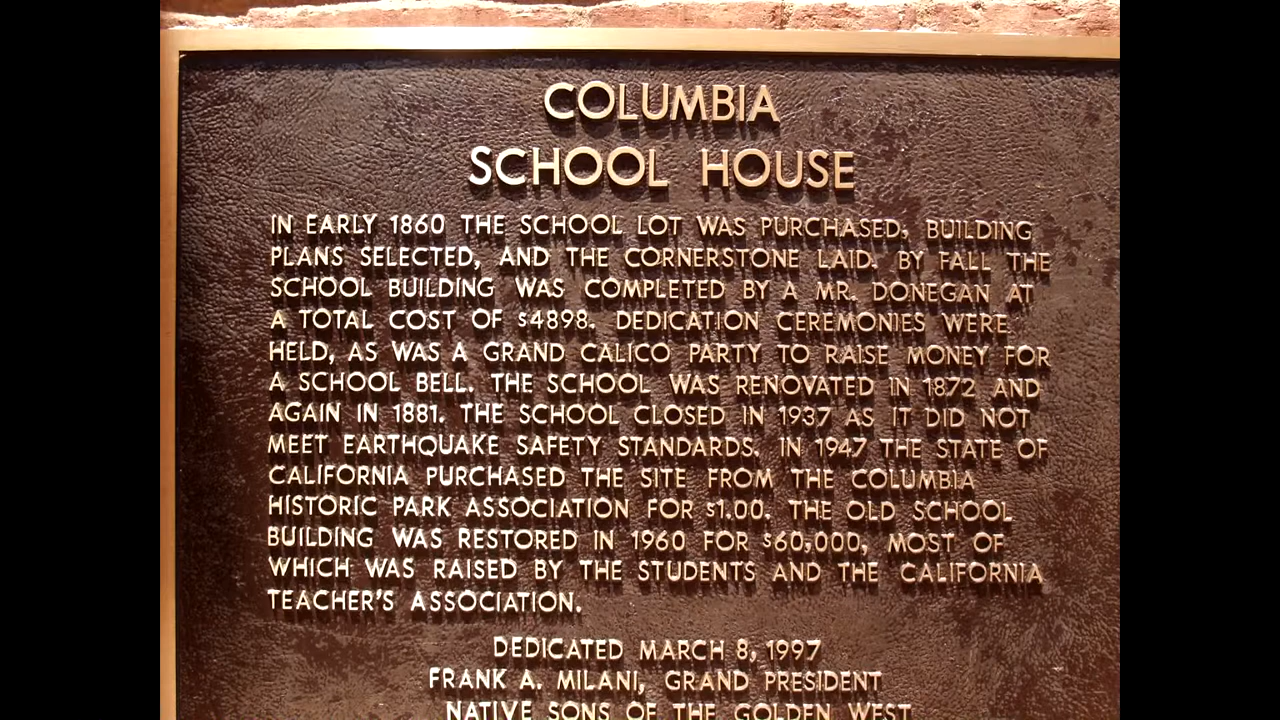 COLUMBIA
SCHOOL HOUSE
IN EARLY 1860 THE SCHOOL LOT WAS PURCHASED, BUILDING
PLANS SELECTED, AND THE CORNERSTONE LAID. BY FALL THE
SCHOOL BUILDING WAS COMPLETED BY A MR. DONEGAN AT
A TOTAL COST OF $4898. DEDICATION CEREMONIES WERE
HELD, AS WAS A GRAND CALICO PARTY TO RAISE MONEY FOR
A SCHOOL BELL. THE SCHOOL WAS RENOVATED IN 1872 AND
AGAIN IN 1881. THE SCHOOL CLOSED IN 1937 AS IT DID NOT
MEET EARTHQUAKE SAFETY STANDARDS. IN 1947 THE STATE OF
CALIFORNIA PURCHASED THE SITE FROM THE COLUMBIA
HISTORIC PARK ASSOCIATION FOR $1.00. THE OLD SCHOOL
BUILDING WAS RESTORED IN 1960 FOR $60,000, MOST OF
WHICH WAS RAISED BY THE STUDENTS AND THE CALIFORNIA
TEACHER'S ASSOCIATION.
DEDICATED MARCH 8, 1997
FRANK A. MILANI, GRAND PRESIDENT
NATIVE SONS OF THE GOLDEN WEST